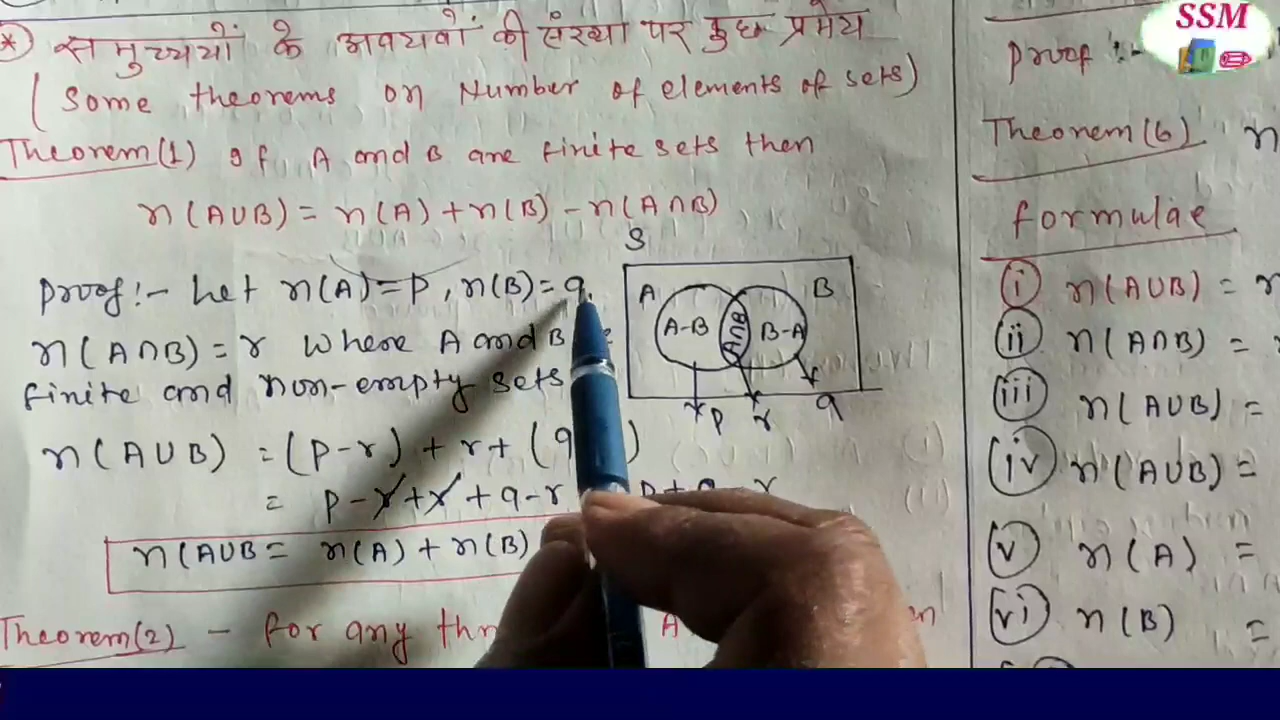 * समुच्ययों के अवयवों की संख्या पर कुछ प्रमेय
(Some theorems on Number of elements of sets)
Theorem(1) If A and B are finite sets then
n(A∪B) = n(A) + n(B) - n(A∩B)
Proof:- Let n(A) = p, n(B) = q,
n(A∩B) = r where A and B
finite and non-empty sets
n(A∪B) = (p-r) + r + (q )
= p-r+r+q-r p+q-r
n(A∪B = n(A) + n(B)
Theorem(2) - for any A
S
A B
A-B A∩B B-A
p r q
SSM
Proof :-
Theorem(6) n
formulae
(i) n(A∪B) =
(ii) n(A∩B) =
(iii) n(A∪B) =
(iv) n(A∪B) =
(v) n(A) =
(vi) n(B) =